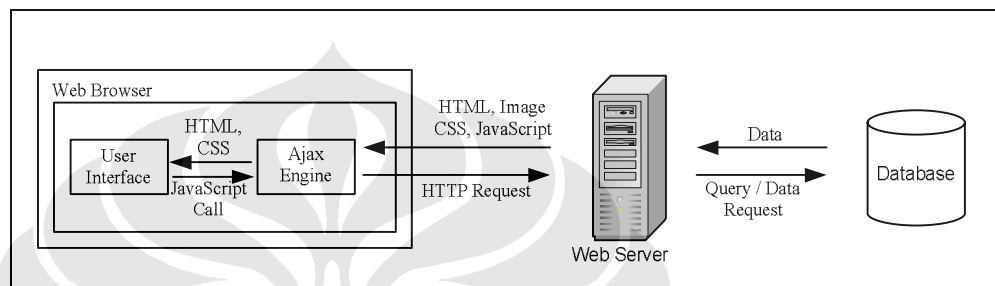 Web Browser
HTML,
CSS
User
Interface
Ajax
Engine
JavaScript
Call
HTML, Image
CSS, JavaScript
HTTP Request
Web Server
Data
Query / Data
Request
Database